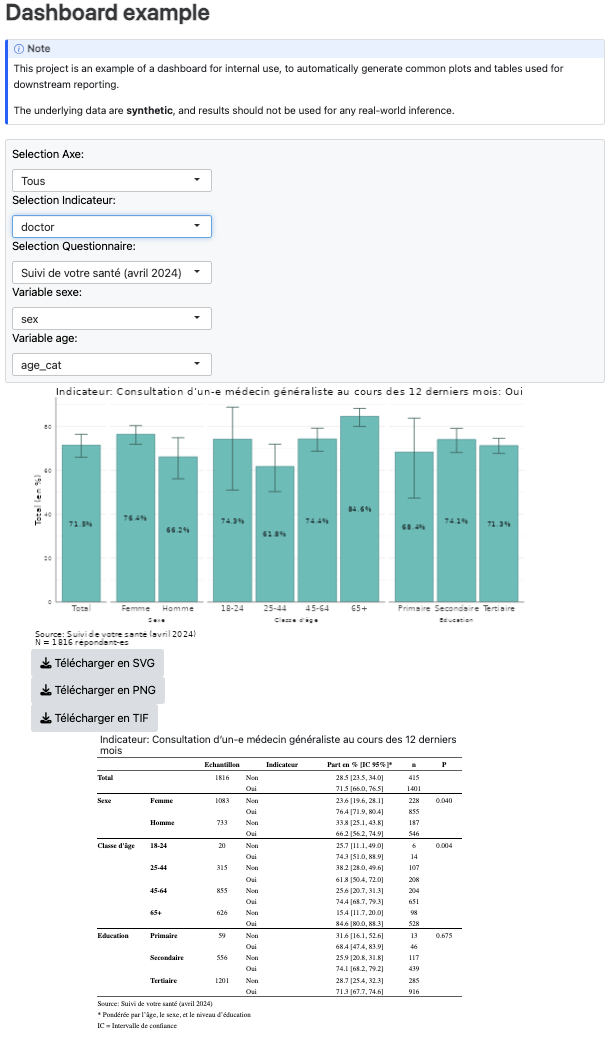 Dashboard example
Note
This project is an example of a dashboard for internal use, to automatically generate common plots and tables used for
downstream reporting.
The underlying data are synthetic, and results should not be used for any real-world inference.
Selection Axe:
Tous
Selection Indicateur:
doctor
Selection Questionnaire:
Suivi de votre santé (avril 2024)
Variable sexe:
sex
Variable age:
age_cat
Indicateur: Consultation d'un-e médecin généraliste au cours des 12 derniers mois: Oui
Total (en %)
80
60
40
20
0
71.5% 76.4% 66.2% 74.3% 61.8% 74.4% 84.6% 68.4% 74.1% 71.3%
Total Femme Homme 18-24 25-44 45-64 65+ Primaire Secondaire Tertiaire
Sexe Classe d'âge Education
Source: Suivi de votre santé (avril 2024)
N = 1816 répondant-es
Télécharger en SVG
Télécharger en PNG
Télécharger en TIF
Indicateur: Consultation d'un-e médecin généraliste au cours des 12 derniers
mois
Echantillon Indicateur Part en % [IC 95%]* n P
Total 1816 Non 28.5 [23.5, 34.0] 415
Oui 71.5 [66.0, 76.5] 1401
Sexe Femme 1083 Non 23.6 [19.6, 28.1] 228 0.040
Oui 76.4 [71.9, 80.4] 855
Homme 733 Non 33.8 [25.1, 43.8] 187
Oui 66.2 [56.2, 74.9] 546
Classe d'âge 18-24 20 Non 25.7 [11.1, 49.0] 6 0.004
Oui 74.3 [51.0, 88.9] 14
25-44 315 Non 38.2 [28.0, 49.6] 107
Oui 61.8 [50.4, 72.0] 208
45-64 855 Non 25.6 [20.7, 31.3] 204
Oui 74.4 [68.7, 79.3] 651
65+ 626 Non 15.4 [11.7, 20.0] 98
Oui 84.6 [80.0, 88.3] 528
Education Primaire 59 Non 31.6 [16.1, 52.6] 13 0.675
Oui 68.4 [47.4, 83.9] 46
Secondaire 556 Non 25.9 [20.8, 31.8] 117
Oui 74.1 [68.2, 79.2] 439
Tertiaire 1201 Non 28.7 [25.4, 32.3] 285
Oui 71.3 [67.7, 74.6] 916
Source: Suivi de votre santé (avril 2024)
* Pondérée par l'âge, le sexe, et le niveau d'éducation
IC = Intervalle de confiance